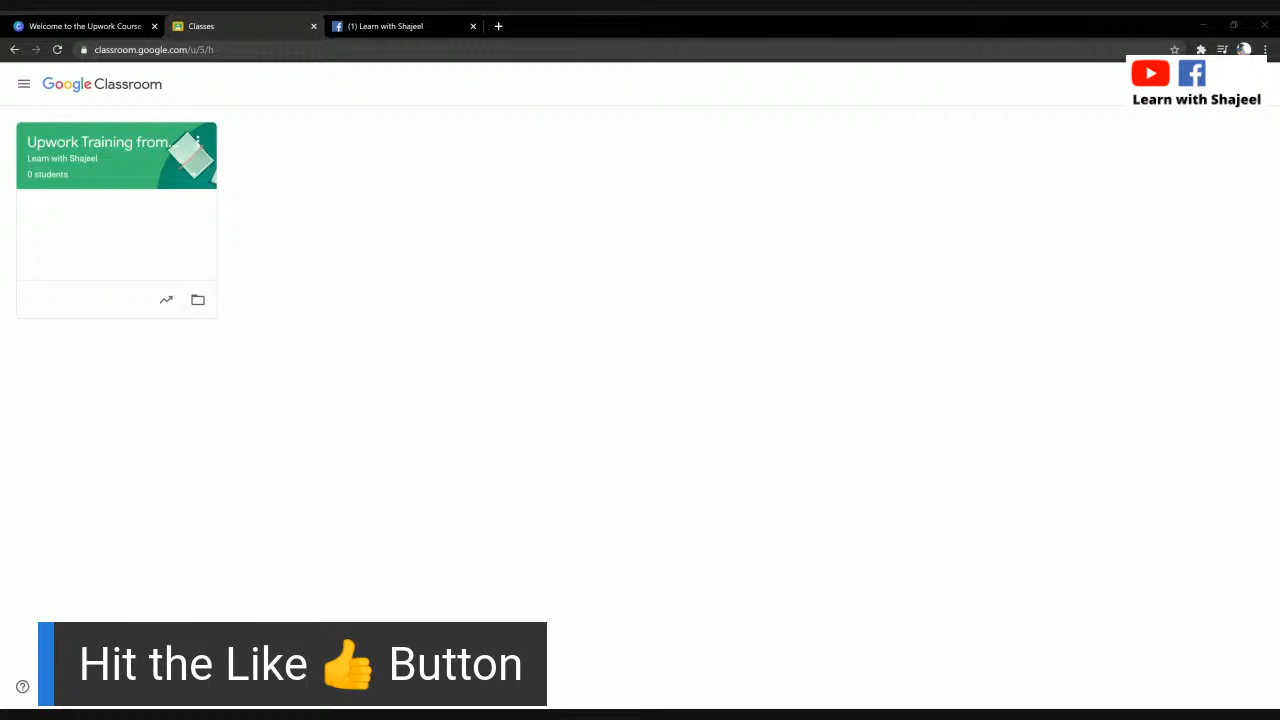 Welcome to the Upwork Course
Classes
(1) Learn with Shajeel
classroom.google.com/u/5/h
Google Classroom
Learn with Shajeel
Upwork Training from...
Learn with Shajeel
0 students
Hit the Like 👍 Button